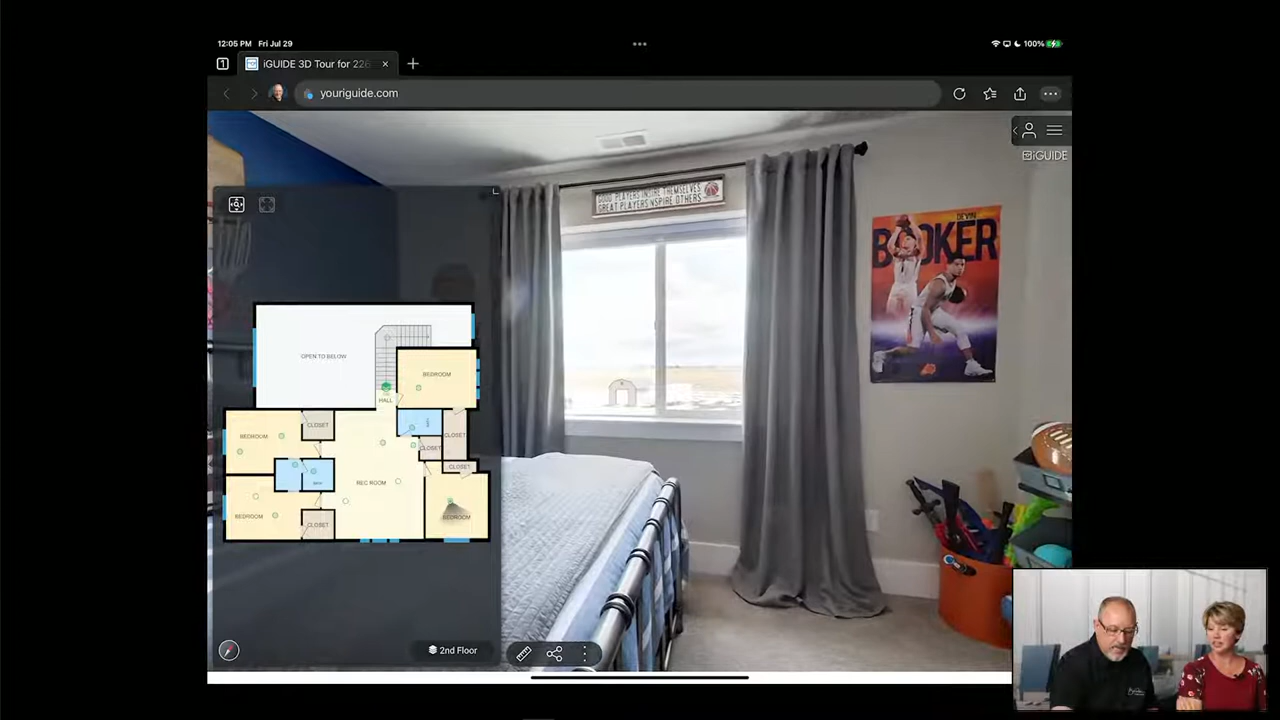 12:05 PM Fri Jul 29
100%
1
iGUIDE 3D Tour for 226
youriguide.com
iGUIDE
GOOD PLAYERS INSPIRE THEMSELVES
GREAT PLAYERS INSPIRE OTHERS
DEVIN
BOOKER
OPEN TO BELOW
BEDROOM
HALL
CLOSET
BEDROOM
CLOSET
CLOSET
CLOSET
REC ROOM
BEDROOM
BEDROOM
CLOSET
2nd Floor